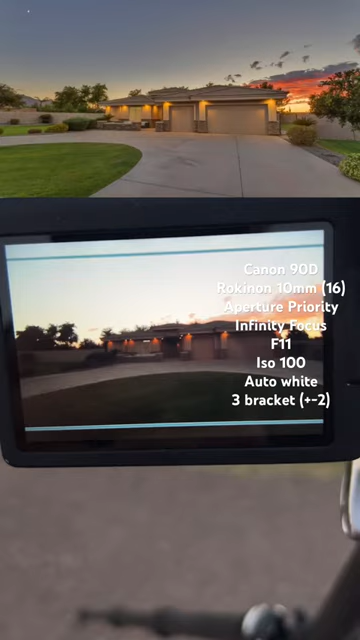 Canon 90D
Rokinon 10mm (16)
Aperture Priority
Infinity Focus
F11
Iso 100
Auto white
3 bracket (+-2)